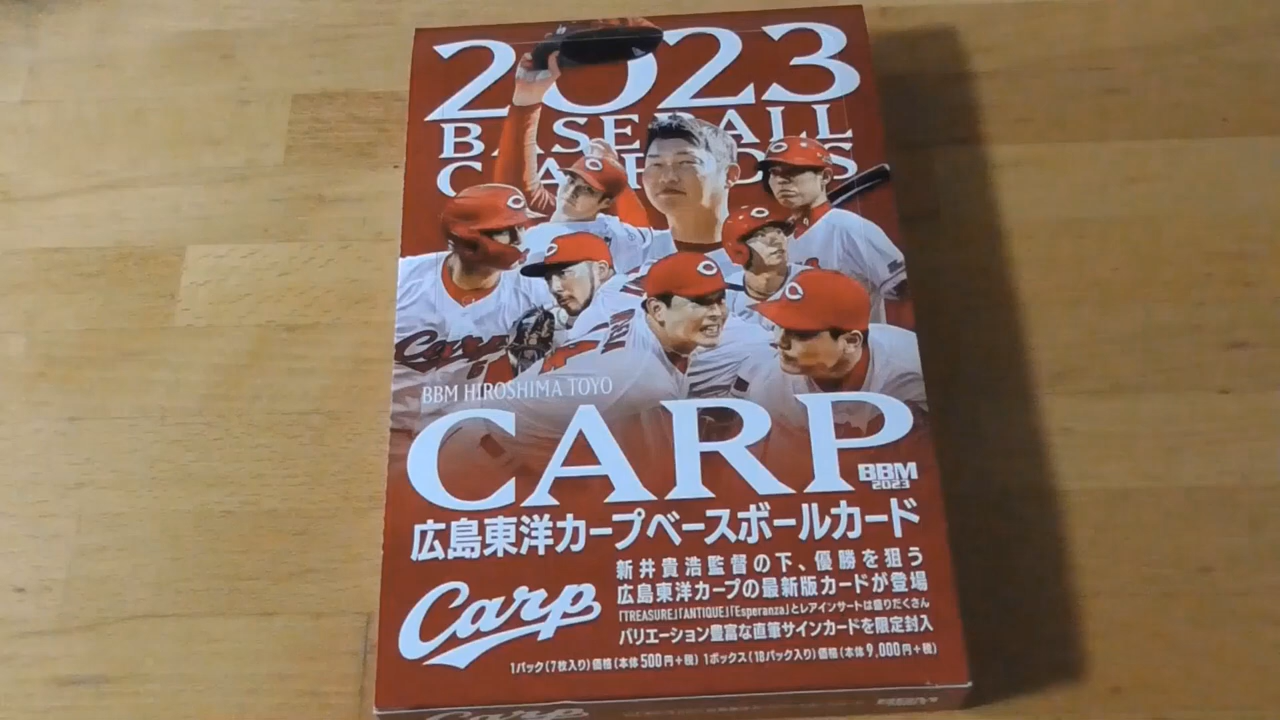 2023
BASEBALL
CARDS
Carp
BBM HIROSHIMA TOYO
CARP
BBM
2023
広島東洋カープベースボールカード
Carp
新井貴浩監督の下、優勝を狙う
広島東洋カープの最新版カードが登場
「TREASURE」「ANTIQUE」「Esperanza」とレアインサートは盛りだくさん
バリエーション豊富な直筆サインカードを限定封入
1パック(7枚入り)価格(本体500円+税) 1ボックス(18パック入り)価格(本体9,000円+税)